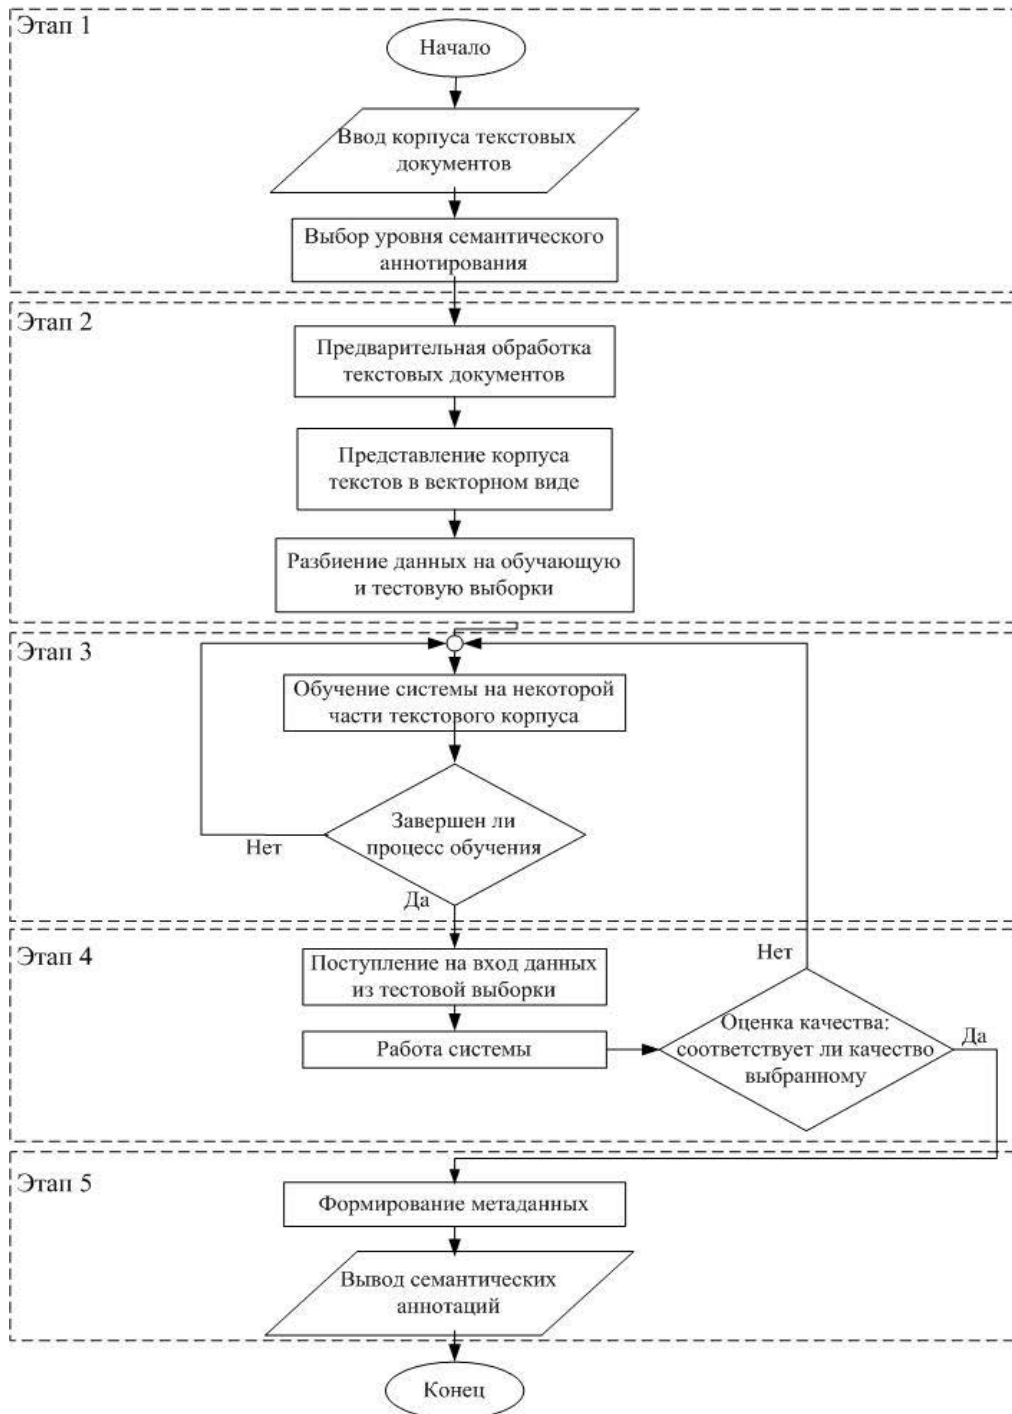 Этап 1
Начало
Ввод корпуса текстовых
документов
Выбор уровня семантического
аннотирования
Этап 2
Предварительная обработка
текстовых документов
Представление корпуса
текстов в векторном виде
Разбиение данных на обучающую
и тестовую выборки
Этап 3
Обучение системы на некоторой
части текстового корпуса
Завершен ли
процесс обучения
Нет
Да
Этап 4
Поступление на вход данных
из тестовой выборки
Работа системы
Нет
Оценка качества:
соответствует ли качество
выбранному
Да
Этап 5
Формирование метаданных
Вывод семантических
аннотаций
Конец